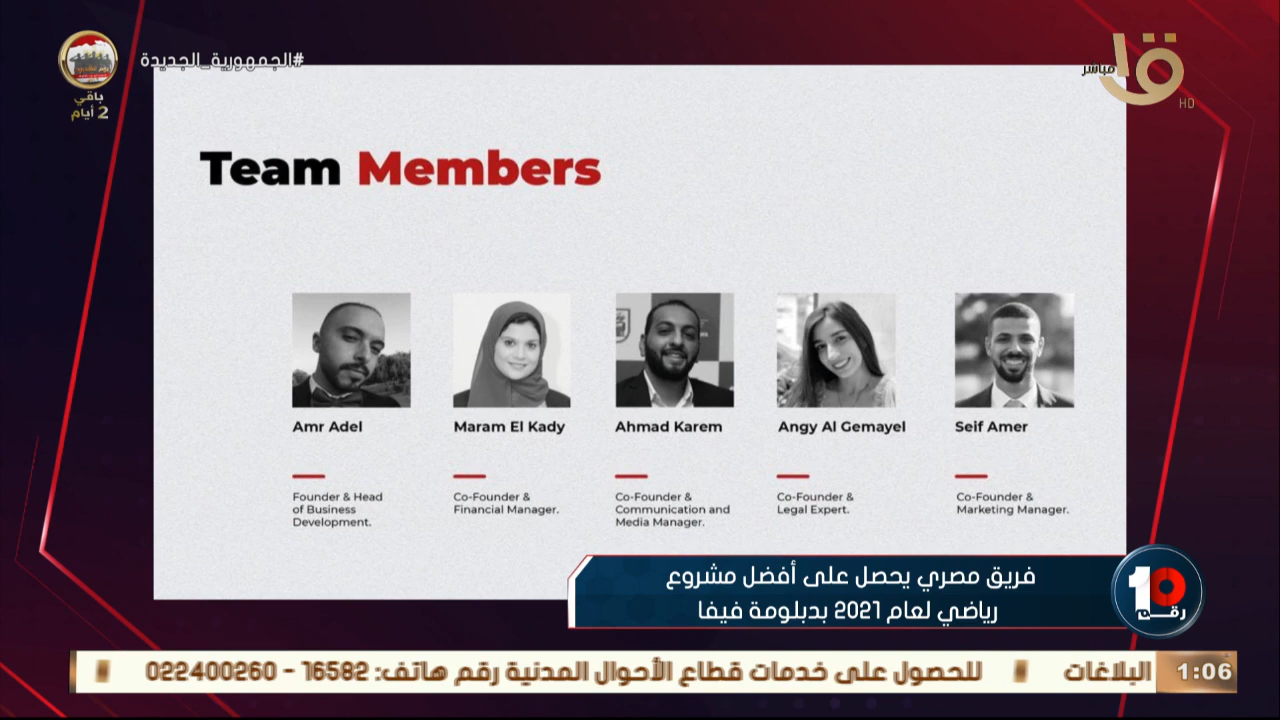 #الجمهورية_الجديدة
باقي
2 أيام
مباشر
HD
Team Members
Amr Adel
Founder & Head
of Business
Development.
Maram El Kady
Co-Founder &
Financial Manager.
Ahmad Karem
Co-Founder &
Communication and
Media Manager.
Angy Al Gemayel
Co-Founder &
Legal Expert.
Seif Amer
Co-Founder &
Marketing Manager.
فريق مصري يحصل على أفضل مشروع
رياضي لعام 2021 بدبلومة فيفا
رقم 10
1:06 البلاغات للحصول على خدمات قطاع الأحوال المدنية رقم هاتف: 16582 - 022400260